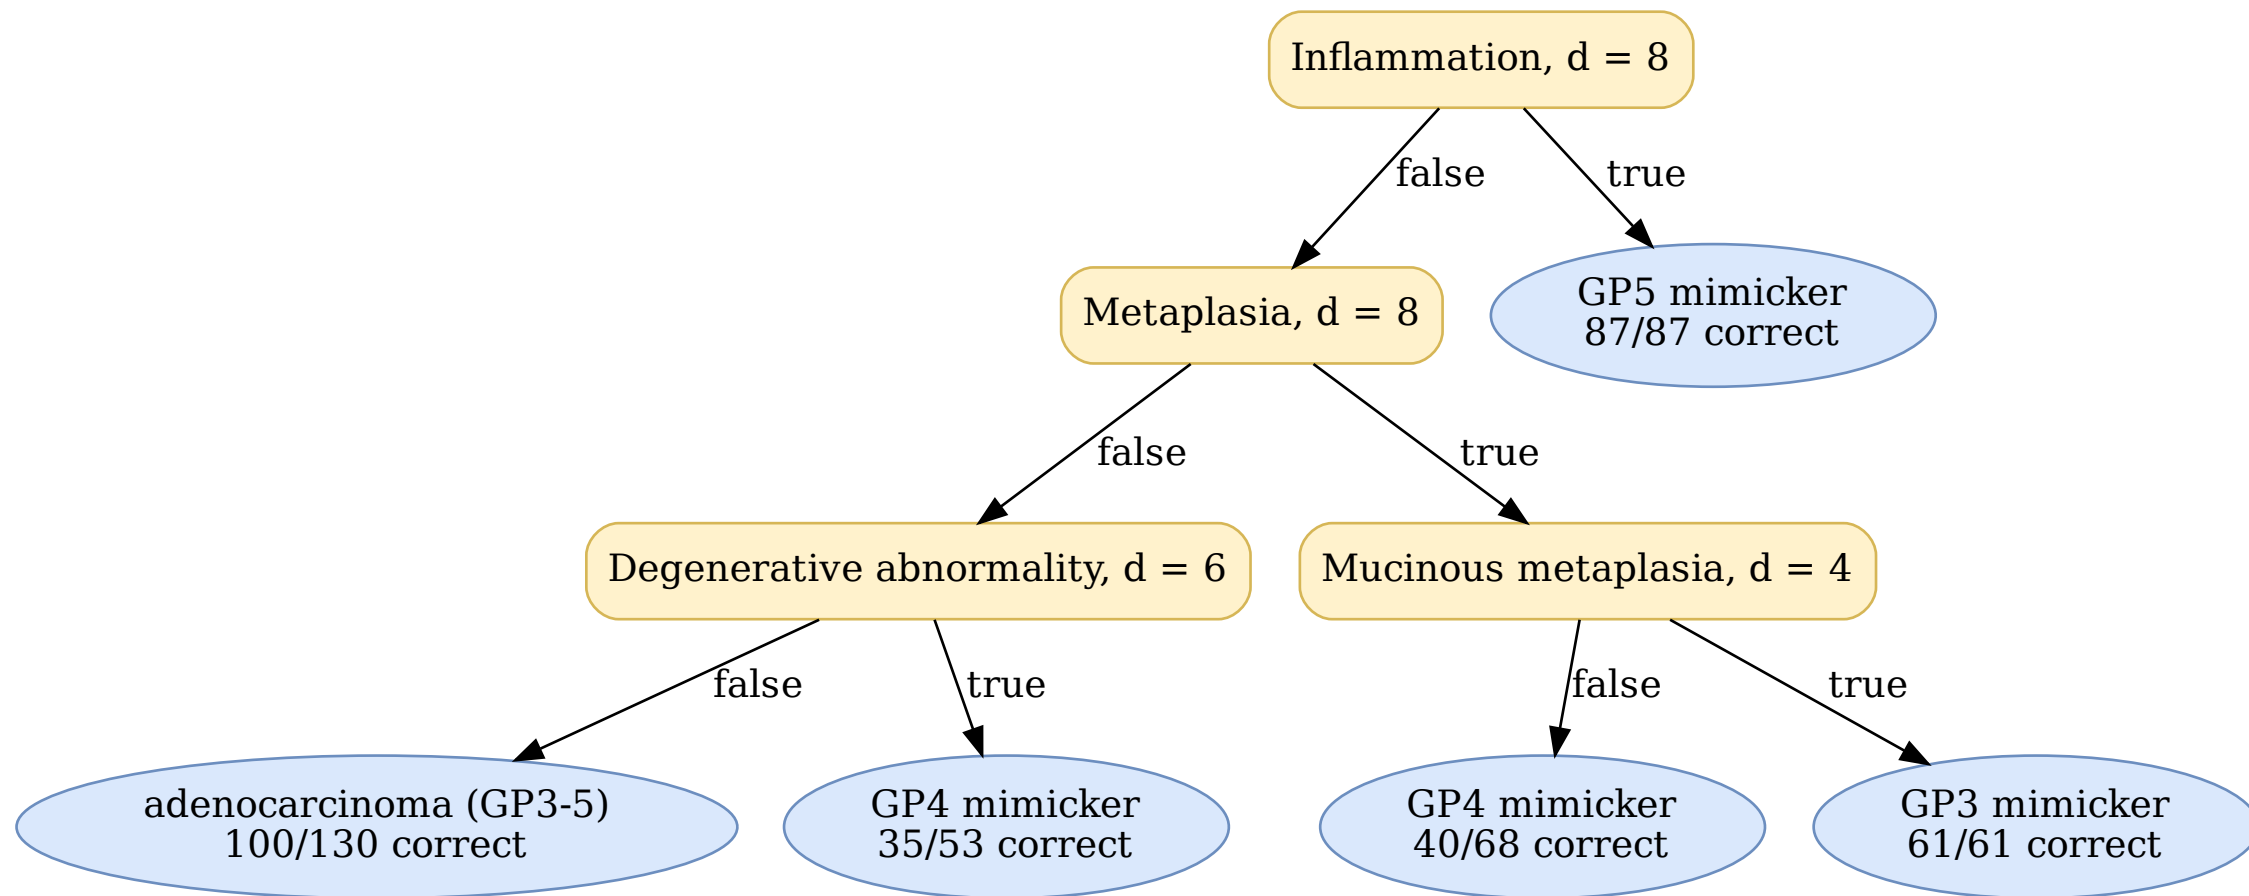 Inflammation, d = 8
false
true
Metaplasia, d = 8
GP5 mimicker
87/87 correct
false
true
Degenerative abnormality, d = 6
Mucinous metaplasia, d = 4
false
true
false
true
adenocarcinoma (GP3-5)
100/130 correct
GP4 mimicker
35/53 correct
GP4 mimicker
40/68 correct
GP3 mimicker
61/61 correct